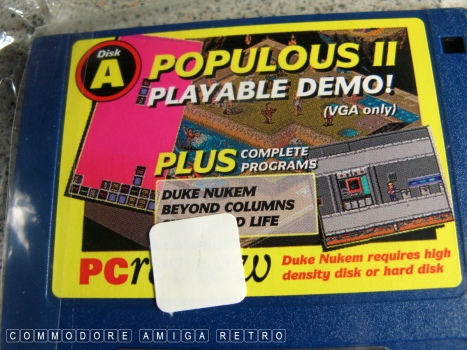 Disk
A
POPULOUS II
PLAYABLE DEMO!
(VGA only)
PLUS COMPLETE
PROGRAMS
DUKE NUKEM
BEYOND COLUMNS
LIFE
PC
Duke Nukem requires high
density disk or hard disk
COMMODORE AMIGA RETRO